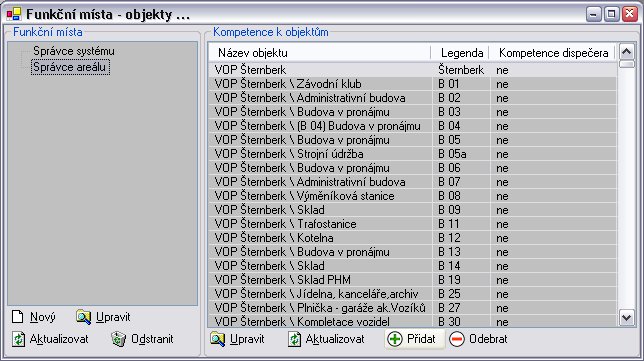 Funkční místa - objekty ...
Funkční místa
Správce systému
Správce areálu
Nový
Upravit
Aktualizovat
Odstranit
Kompetence k objektům
Název objektu Legenda Kompetence dispečera
VOP Šternberk Šternberk ne
VOP Šternberk \ Závodní klub B 01 ne
VOP Šternberk \ Administrativní budova B 02 ne
VOP Šternberk \ Budova v pronájmu B 03 ne
VOP Šternberk \ (B 04) Budova v pronájmu B 04 ne
VOP Šternberk \ Budova v pronájmu B 05 ne
VOP Šternberk \ Strojní údržba B 05a ne
VOP Šternberk \ Budova v pronájmu B 06 ne
VOP Šternberk \ Administrativní budova B 07 ne
VOP Šternberk \ Výměníková stanice B 08 ne
VOP Šternberk \ Sklad B 09 ne
VOP Šternberk \ Trafostanice B 11 ne
VOP Šternberk \ Kotelna B 12 ne
VOP Šternberk \ Budova v pronájmu B 13 ne
VOP Šternberk \ Sklad B 14 ne
VOP Šternberk \ Sklad PHM B 19 ne
VOP Šternberk \ Jídelna, kanceláře,archiv B 25 ne
VOP Šternberk \ Plnička - garáže ak.Vozíků B 27 ne
VOP Šternberk \ Kompletace vozidel B 30 ne
Upravit
Aktualizovat
Přidat
Odebrat